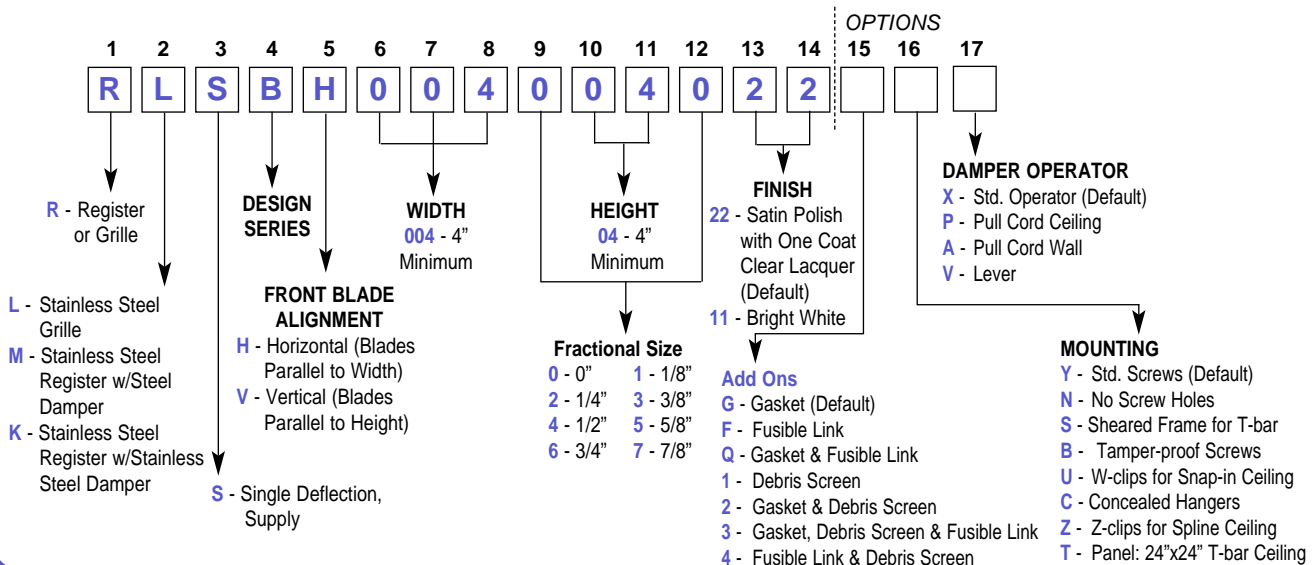 OPTIONS
1 2 3 4 5 6 7 8 9 10 11 12 13 14 15 16 17
R L S B H 0 0 4 0 0 4 0 2 2
R - Register
or Grille
L - Stainless Steel
Grille
M - Stainless Steel
Register w/Steel
Damper
K - Stainless Steel
Register w/Stainless
Steel Damper
S - Single Deflection,
Supply
DESIGN
SERIES
FRONT BLADE
ALIGNMENT
H - Horizontal (Blades
Parallel to Width)
V - Vertical (Blades
Parallel to Height)
WIDTH
004 - 4”
Minimum
HEIGHT
04 - 4”
Minimum
Fractional Size
0 - 0” 1 - 1/8”
2 - 1/4” 3 - 3/8”
4 - 1/2” 5 - 5/8”
6 - 3/4” 7 - 7/8”
FINISH
22 - Satin Polish
with One Coat
Clear Lacquer
(Default)
11 - Bright White
Add Ons
G - Gasket (Default)
F - Fusible Link
Q - Gasket & Fusible Link
1 - Debris Screen
2 - Gasket & Debris Screen
3 - Gasket, Debris Screen & Fusible Link
4 - Fusible Link & Debris Screen
DAMPER OPERATOR
X - Std. Operator (Default)
P - Pull Cord Ceiling
A - Pull Cord Wall
V - Lever
MOUNTING
Y - Std. Screws (Default)
N - No Screw Holes
S - Sheared Frame for T-bar
B - Tamper-proof Screws
U - W-clips for Snap-in Ceiling
C - Concealed Hangers
Z - Z-clips for Spline Ceiling
T - Panel: 24”x24” T-bar Ceiling